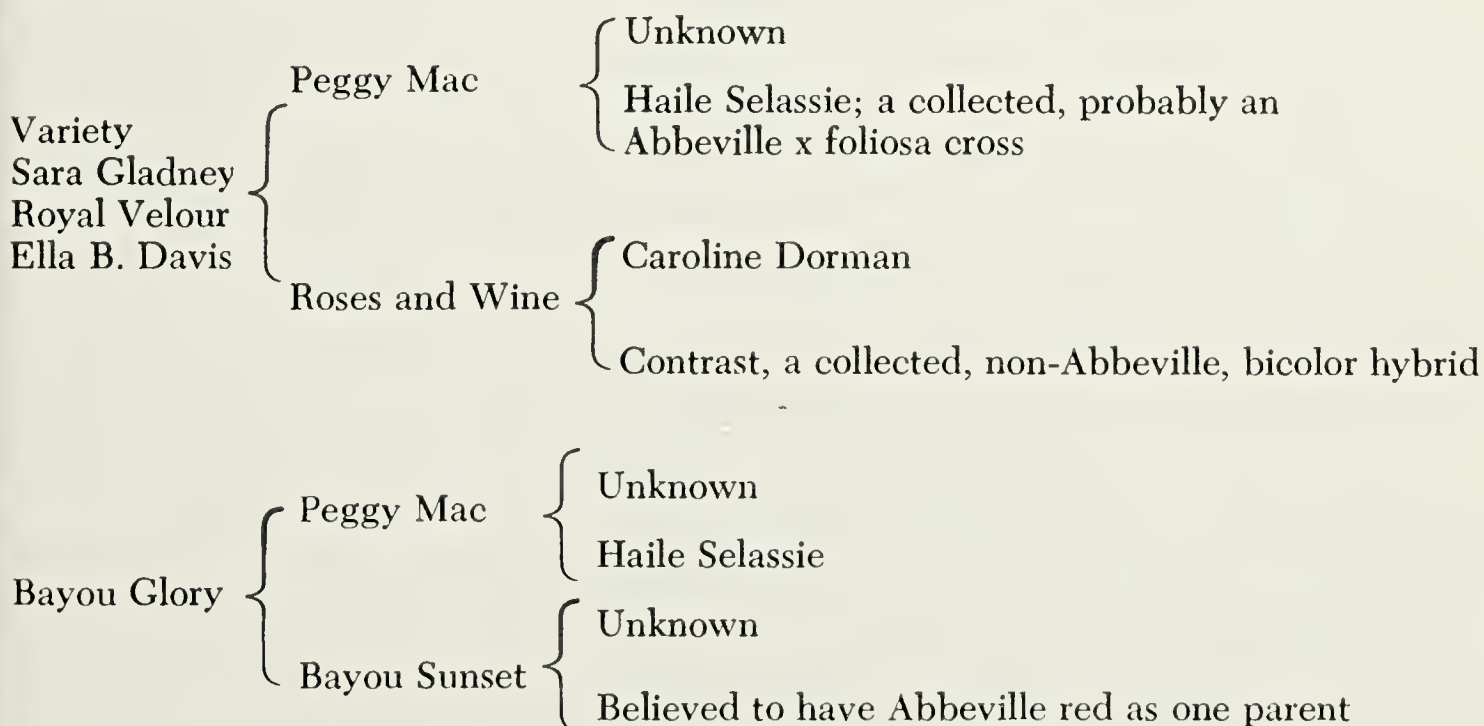 Unknown
Peggy Mac
Haile Selassie; a collected, probably an
Abbeville x foliosa cross
Variety
Sara Gladney
Royal Velour
Ella B. Davis
Caroline Dorman
Roses and Wine
Contrast, a collected, non-Abbeville, bicolor hybrid
Unknown
Peggy Mac
Haile Selassie
Bayou Glory
Unknown
Bayou Sunset
Believed to have Abbeville red as one parent